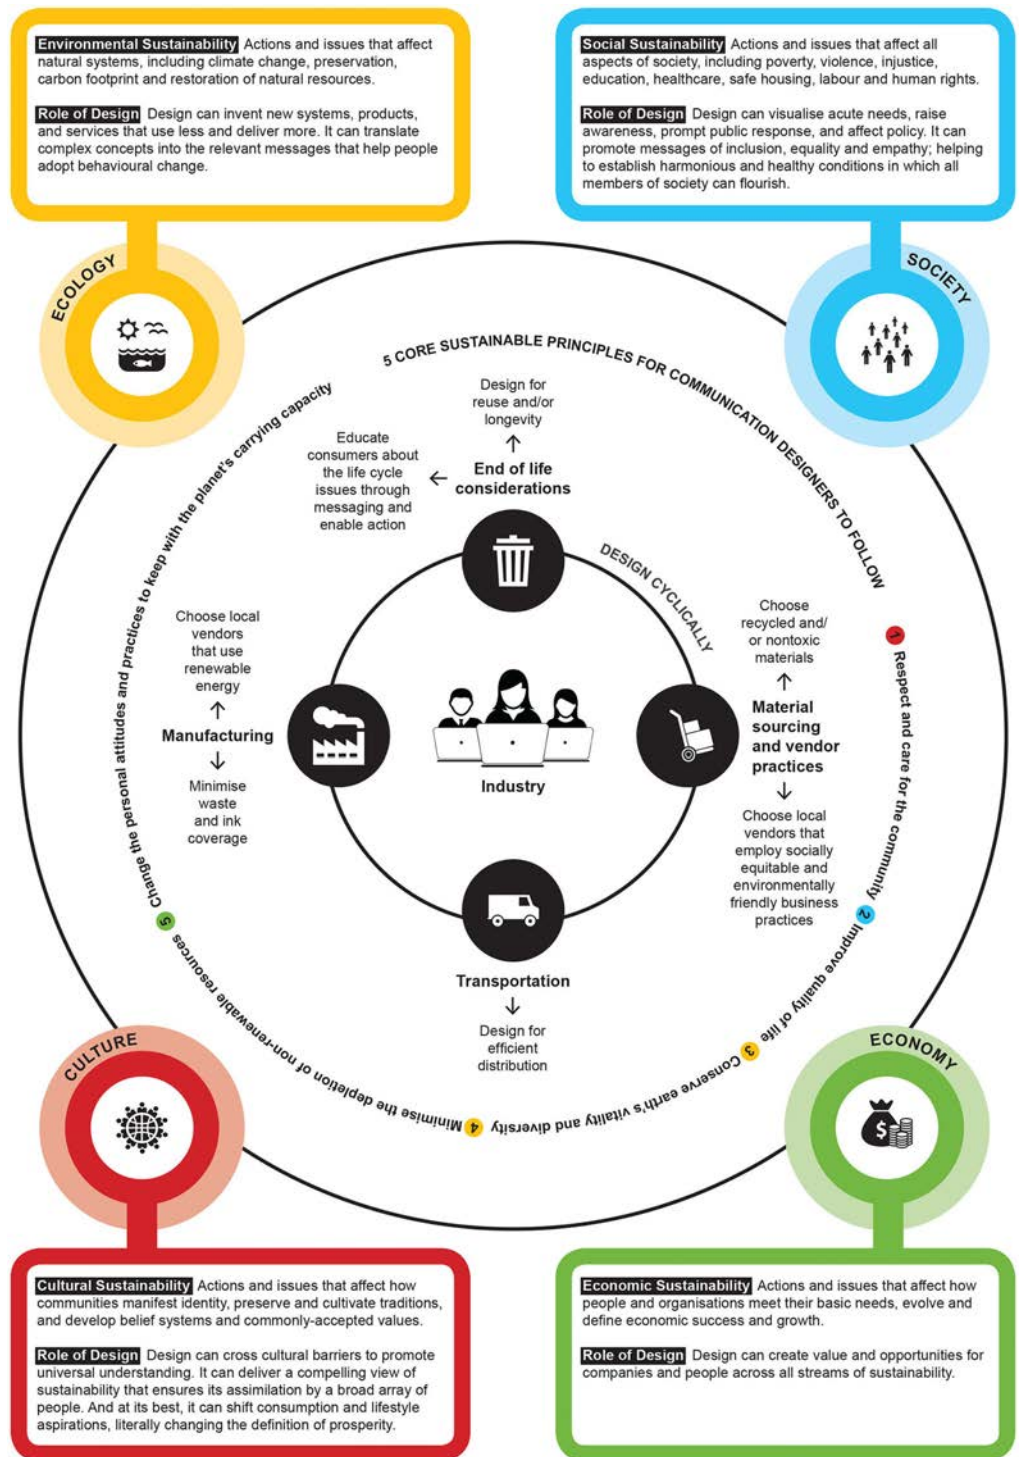 Environmental Sustainability Actions and issues that affect
natural systems, including climate change, preservation,
carbon footprint and restoration of natural resources.
Role of Design Design can invent new systems, products,
and services that use less and deliver more. It can translate
complex concepts into the relevant messages that help people
adopt behavioural change.
Social Sustainability Actions and issues that affect all
aspects of society, including poverty, violence, injustice,
education, healthcare, safe housing, labour and human rights.
Role of Design Design can visualise acute needs, raise
awareness, prompt public response, and affect policy. It can
promote messages of inclusion, equality and empathy; helping
to establish harmonious and healthy conditions in which all
members of society can flourish.
ECOLOGY
SOCIETY
5 CORE SUSTAINABLE PRINCIPLES FOR COMMUNICATION DESIGNERS TO FOLLOW
1 Respect and care for the community
2 Improve quality of life
3 Conserve earth's vitality and diversity
4 Minimise the depletion of non-renewable resources
5 Change the personal attitudes and practices to keep with the planet's carrying capacity
Design for
reuse and/or
longevity
Educate
consumers about
the life cycle
issues through
messaging and
enable action
End of life
considerations
DESIGN CYCLICALLY
Choose
recycled and/
or nontoxic
materials
Material
sourcing
and vendor
practices
Choose local
vendors that
employ socially
equitable and
environmentally
friendly business
practices
Choose local
vendors
that use
renewable
energy
Manufacturing
Minimise
waste
and ink
coverage
Industry
Transportation
Design for
efficient
distribution
CULTURE
ECONOMY
$
Cultural Sustainability Actions and issues that affect how
communities manifest identity, preserve and cultivate traditions,
and develop belief systems and commonly-accepted values.
Role of Design Design can cross cultural barriers to promote
universal understanding. It can deliver a compelling view of
sustainability that ensures its assimilation by a broad array of
people. And at its best, it can shift consumption and lifestyle
aspirations, literally changing the definition of prosperity.
Economic Sustainability Actions and issues that affect how
people and organisations meet their basic needs, evolve and
define economic success and growth.
Role of Design Design can create value and opportunities for
companies and people across all streams of sustainability.